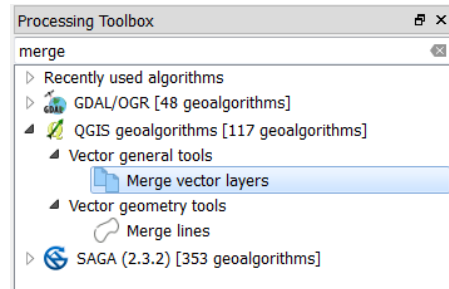 Processing Toolbox
merge
Recently used algorithms
GDAL/OGR [48 geoalgorithms]
QGIS geoalgorithms [117 geoalgorithms]
Vector general tools
Merge vector layers
Vector geometry tools
Merge lines
SAGA (2.3.2) [353 geoalgorithms]